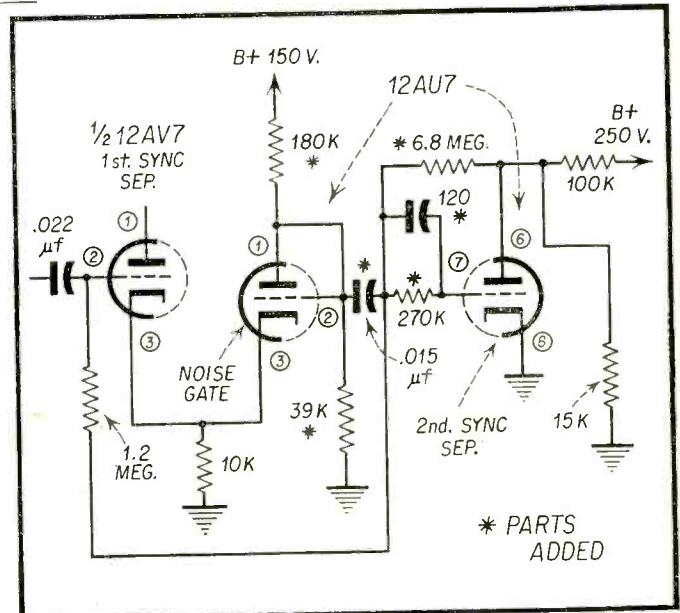 B+ 150 V.
12AU7
½ 12AV7
1st. SYNC
SEP.
180K
*
* 6.8 MEG.
B+
250 V.
100K
.022
µf
①
②
③
①
②
③
NOISE
GATE
120
*
*
*
270K
.015
µf
⑦
⑥
⑧
39K
*
1.2
MEG.
10K
2nd. SYNC
SEP.
15K
* PARTS
ADDED